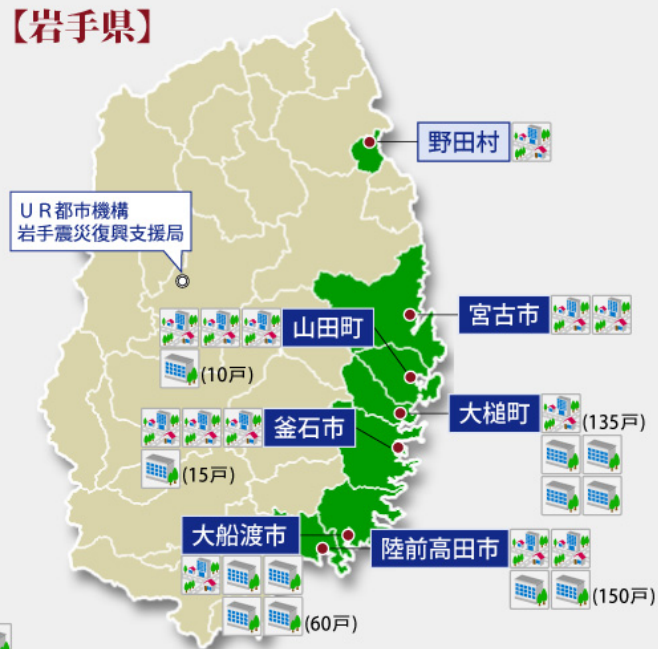 【岩手県】
野田村
UR都市機構
岩手震災復興支援局
山田町
宮古市
(10戸)
大槌町
(135戸)
釜石市
(15戸)
大船渡市
陸前高田市
(150戸)
(60戸)